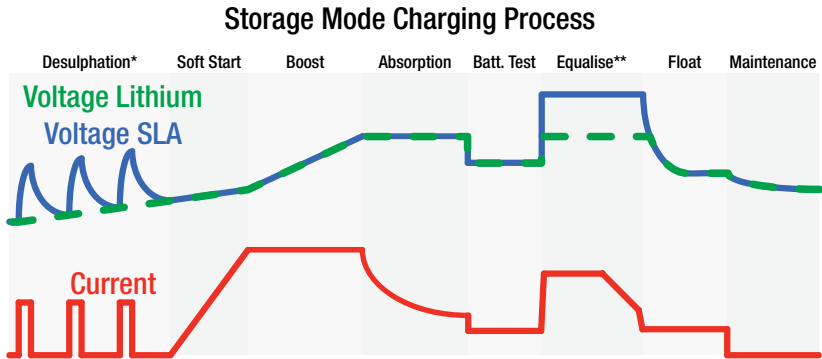 Storage Mode Charging Process
Desulphation* Soft Start Boost Absorption Batt. Test Equalise** Float Maintenance
Voltage Lithium
Voltage SLA
Current